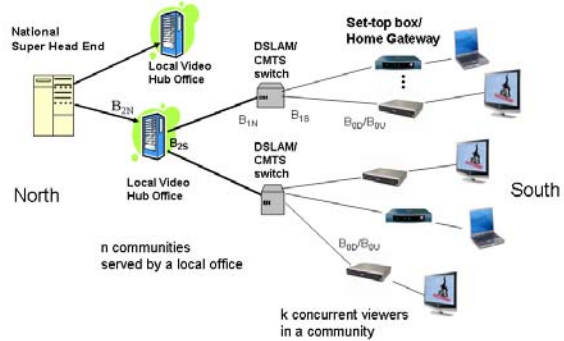 National
Super Head End
Local Video
Hub Office
DSLAM/
CMTS
switch
Set-top box/
Home Gateway
B2N
B1N
B1S
B0D/B0U
B2S
DSLAM/
CMTS
switch
Local Video
Hub Office
North
South
B0D/B0U
n communities
served by a local office
k concurrent viewers
in a community